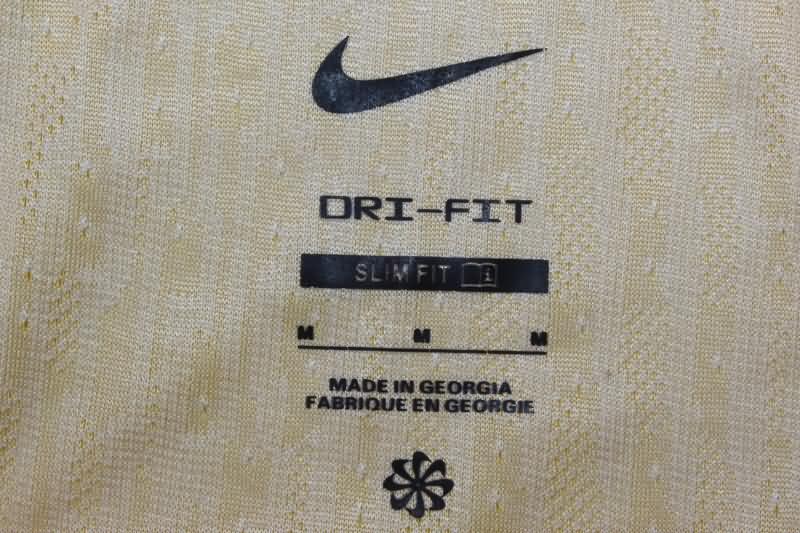 DRI-FIT
SLIM FIT
M M M
MADE IN GEORGIA
FABRIQUE EN GEORGIE